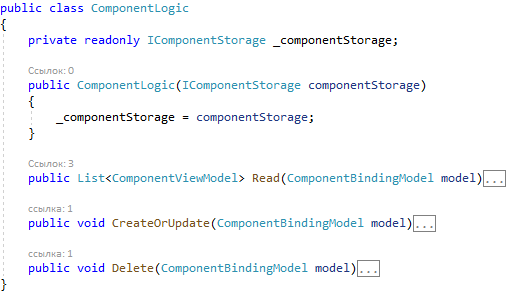 public class ComponentLogic
{
private readonly IComponentStorage _componentStorage;
Ссылок: 0
public ComponentLogic(IComponentStorage componentStorage)
{
_componentStorage = componentStorage;
}
Ссылок: 3
public List<ComponentViewModel> Read(ComponentBindingModel model)...
ссылка: 1
public void CreateOrUpdate(ComponentBindingModel model)...
ссылка: 1
public void Delete(ComponentBindingModel model)...
}